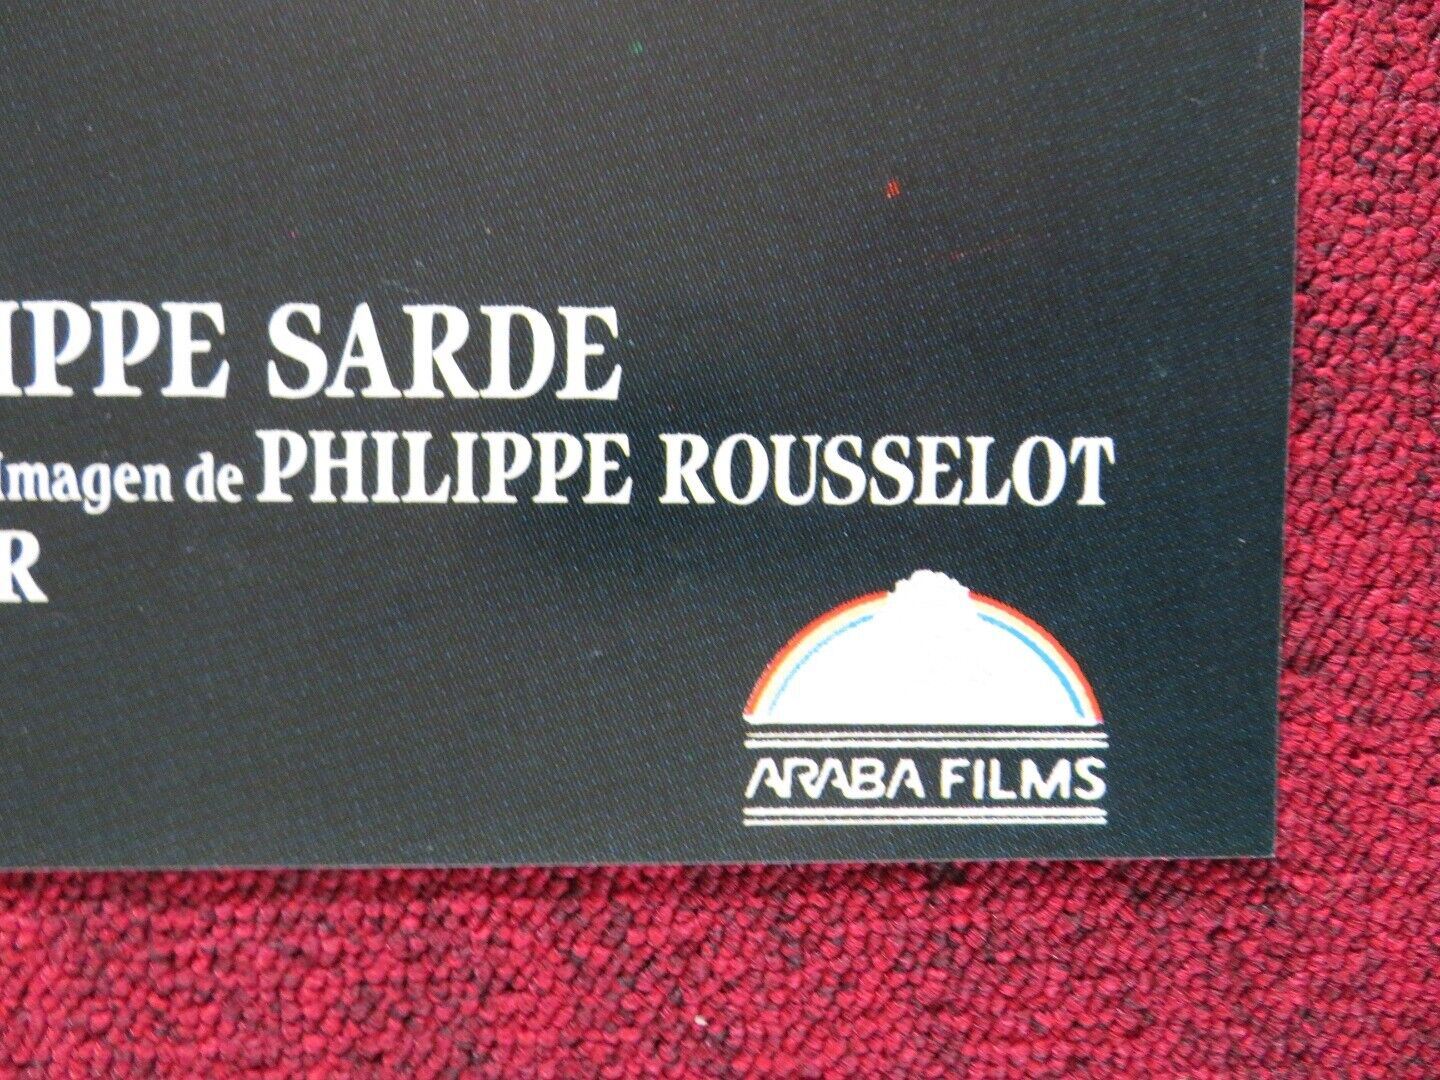 IPPE SARDE
Imagen de PHILIPPE ROUSSELOT
R
ARABA FILMS